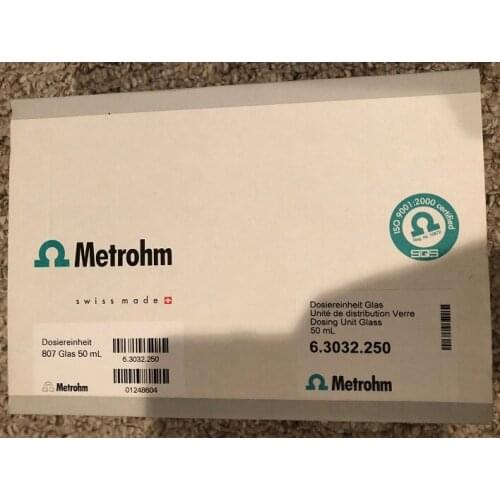 Metrohm
swiss made
ISO 9001:2000 certified
SGS
Dosiereinheit
807 Glas 50 mL
6.3032.250
Metrohm
01248604
Dosiereinheit Glas
Unité de distribution Verre
Dosing Unit Glass
50 mL
6.3032.250
Metrohm